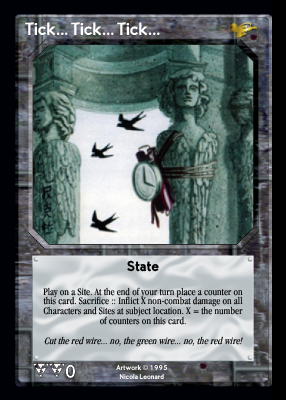 Tick... Tick... Tick...
State
Play on a Site. At the end of your turn place a counter on
this card. Sacrifice :: Inflict X non-combat damage on all
Characters and Sites at subject location. X = the number
of counters on this card.
Cut the red wire... no, the green wire... no, the red wire!
0
Artwork © 1995
Nicola Leonard